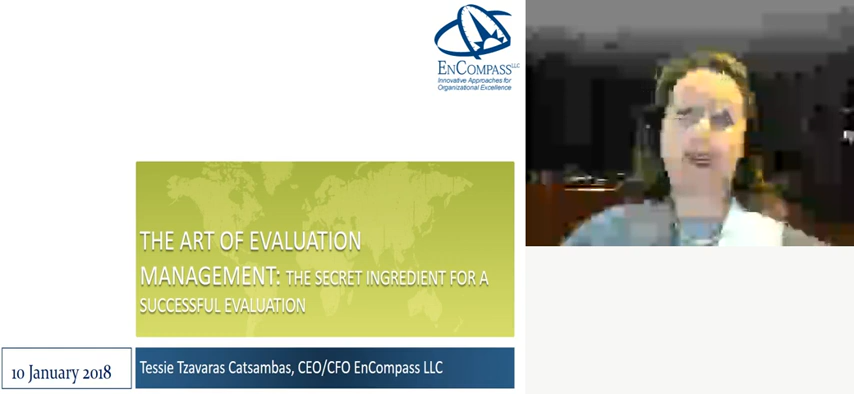 ENCOMPASS LLC
Innovative Approaches for
Organizational Excellence
THE ART OF EVALUATION
MANAGEMENT: THE SECRET INGREDIENT FOR A
SUCCESSFUL EVALUATION
10 January 2018
Tessie Tzavaras Catsambas, CEO/CFO EnCompass LLC